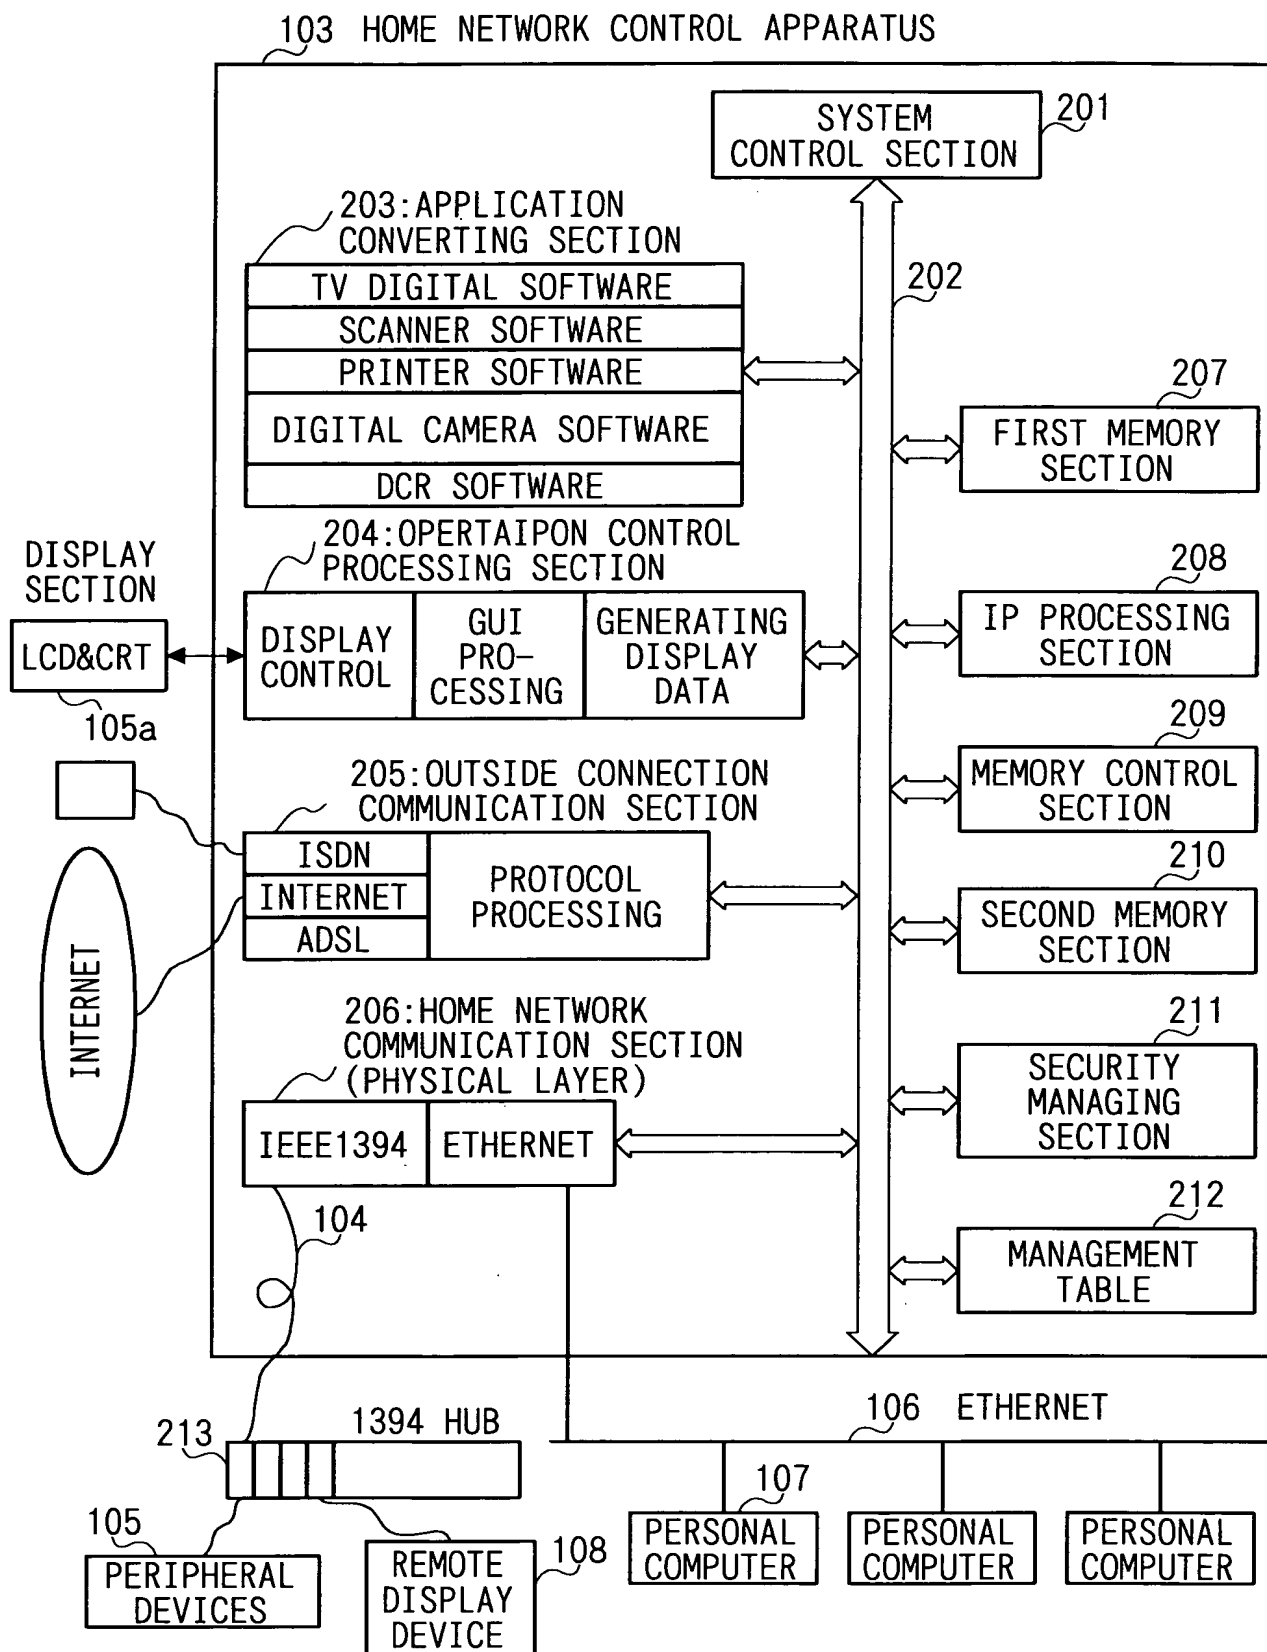 103 HOME NETWORK CONTROL APPARATUS
SYSTEM
CONTROL SECTION
201
203:APPLICATION
CONVERTING SECTION
TV DIGITAL SOFTWARE
SCANNER SOFTWARE
PRINTER SOFTWARE
DIGITAL CAMERA SOFTWARE
DCR SOFTWARE
202
207
FIRST MEMORY
SECTION
204:OPERTAIPON CONTROL
PROCESSING SECTION
DISPLAY
SECTION
LCD&CRT
105a
DISPLAY
CONTROL
GUI
PRO-
CESSING
GENERATING
DISPLAY
DATA
208
IP PROCESSING
SECTION
209
MEMORY CONTROL
SECTION
205:OUTSIDE CONNECTION
COMMUNICATION SECTION
ISDN
INTERNET
ADSL
PROTOCOL
PROCESSING
INTERNET
210
SECOND MEMORY
SECTION
206:HOME NETWORK
COMMUNICATION SECTION
(PHYSICAL LAYER)
IEEE1394
ETHERNET
211
SECURITY
MANAGING
SECTION
104
212
MANAGEMENT
TABLE
213
1394 HUB
106 ETHERNET
105
PERIPHERAL
DEVICES
REMOTE
DISPLAY
DEVICE
108
107
PERSONAL
COMPUTER
PERSONAL
COMPUTER
PERSONAL
COMPUTER